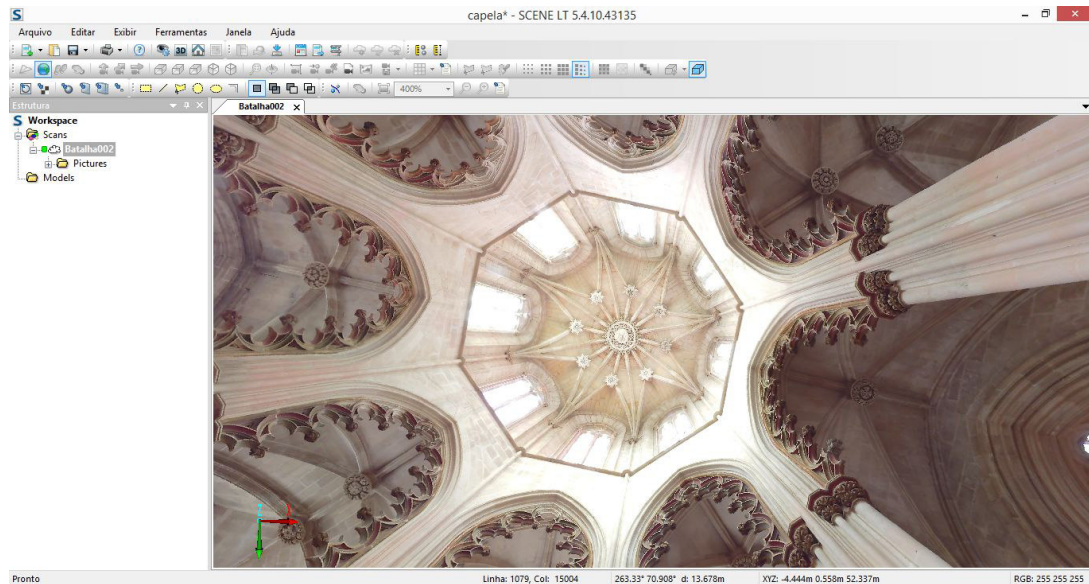 capela* - SCENE LT 5.4.10.43135
Arquivo Editar Exibir Ferramentas Janela Ajuda
3D
400%
Estrutura
Batalha002 x
Workspace
Scans
Batalha002
Pictures
Models
Pronto
Linha: 1079, Col: 15004
263.33° 70.908° d: 13.678m
XYZ: -4.444m 0.558m 52.337m
RGB: 255 255 255